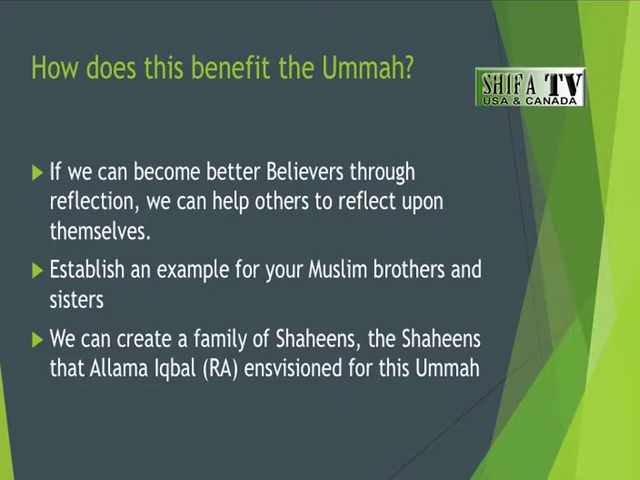 How does this benefit the Ummah?
SHIFA TV
USA & CANADA
If we can become better Believers through
reflection, we can help others to reflect upon
themselves.
Establish an example for your Muslim brothers and
sisters
We can create a family of Shaheens, the Shaheens
that Allama Iqbal (RA) ensvisioned for this Ummah